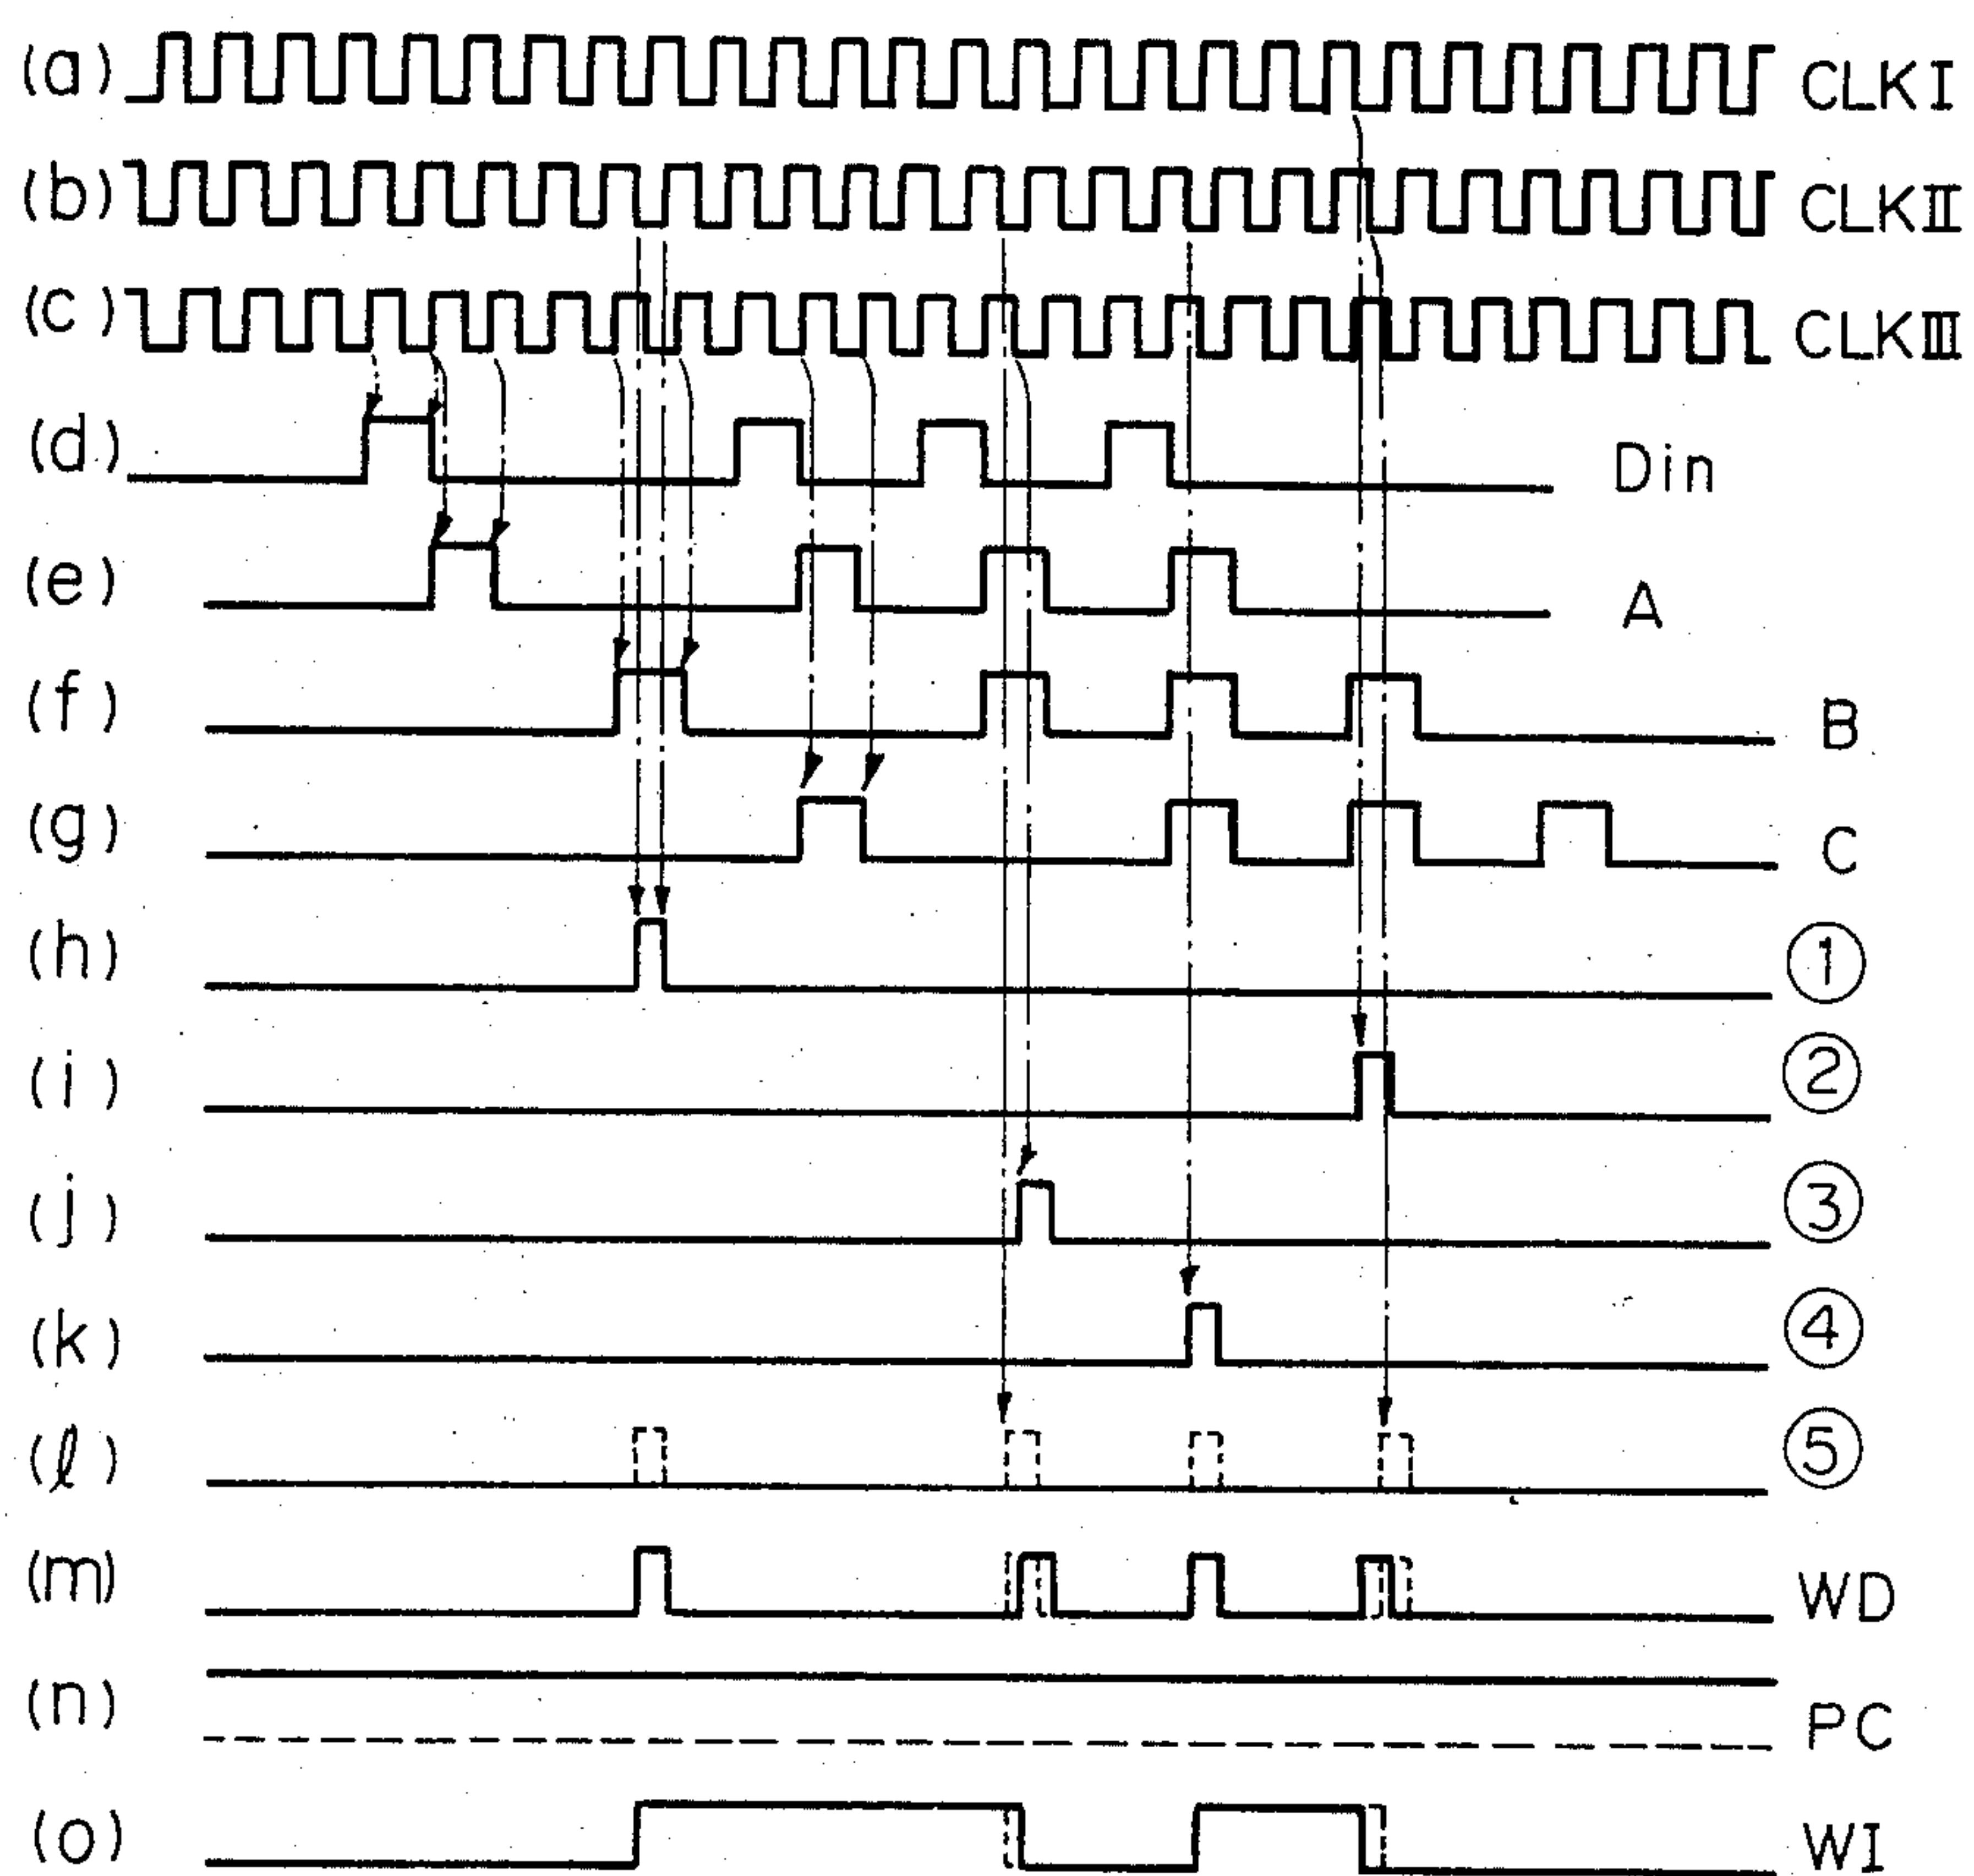 (a) CLKI
(b) CLKII
(c) CLKIII
(d) Din
(e) A
(f) B
(g) C
(h) ①
(i) ②
(j) ③
(k) ④
(ℓ) ⑤
(m) WD
(n) PC
(o) WI